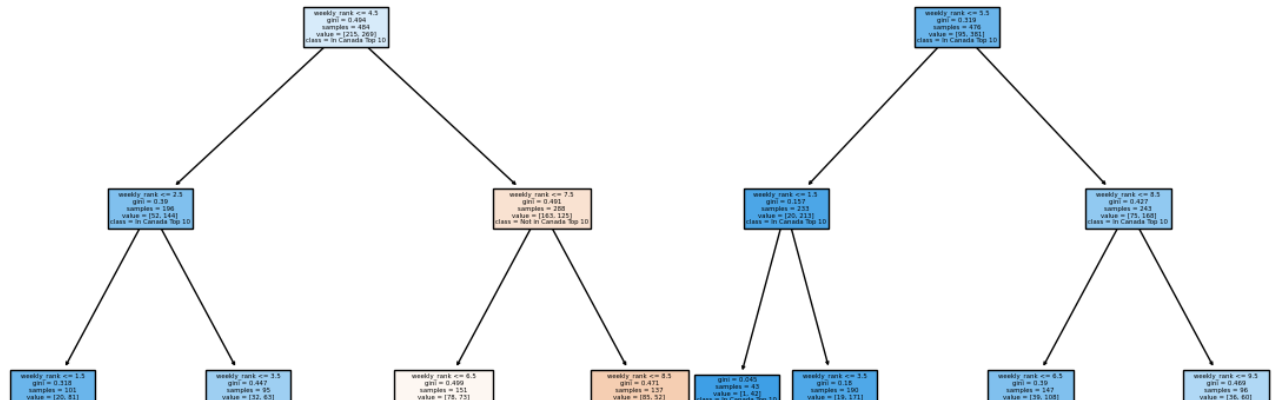 weekly_rank <= 4.5
gini = 0.494
samples = 484
value = [215, 269]
class = In Canada Top 10
weekly_rank <= 5.5
gini = 0.319
samples = 476
value = [95, 381]
class = In Canada Top 10
weekly_rank <= 2.5
gini = 0.39
samples = 196
value = [52, 144]
class = In Canada Top 10
weekly_rank <= 7.5
gini = 0.491
samples = 288
value = [163, 125]
class = Not In Canada Top 10
weekly_rank <= 1.5
gini = 0.157
samples = 233
value = [20, 213]
class = In Canada Top 10
weekly_rank <= 8.5
gini = 0.427
samples = 243
value = [75, 168]
class = In Canada Top 10
weekly_rank <= 1.5
gini = 0.318
samples = 101
value = [20, 81]
weekly_rank <= 3.5
gini = 0.447
samples = 95
value = [32, 63]
weekly_rank <= 6.5
gini = 0.499
samples = 151
value = [78, 73]
weekly_rank <= 8.5
gini = 0.471
samples = 137
value = [85, 52]
gini = 0.045
samples = 43
value = [1, 42]
class = In Canada Top 10
weekly_rank <= 3.5
gini = 0.18
samples = 190
value = [19, 171]
weekly_rank <= 6.5
gini = 0.39
samples = 147
value = [39, 108]
weekly_rank <= 9.5
gini = 0.469
samples = 96
value = [36, 60]